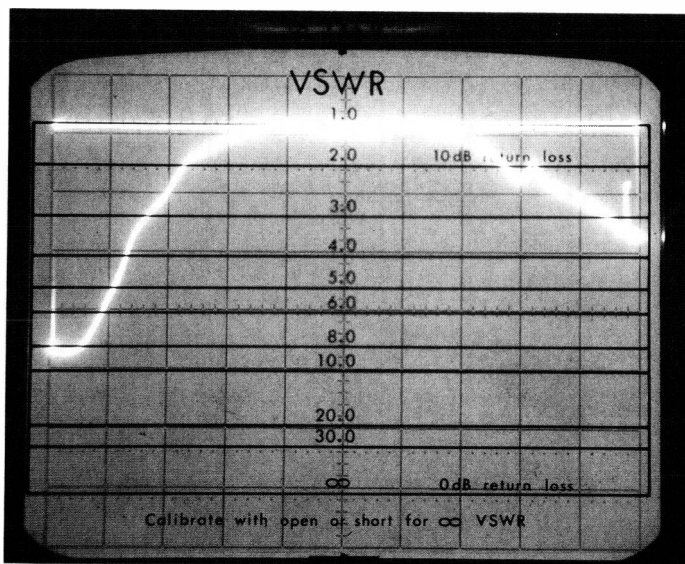 VSWR
1.0
2.0 10dB return loss
3.0
4.0
5.0
6.0
8.0
10.0
20.0
30.0
∞ 0dB return loss
Calibrate with open or short for ∞ VSWR